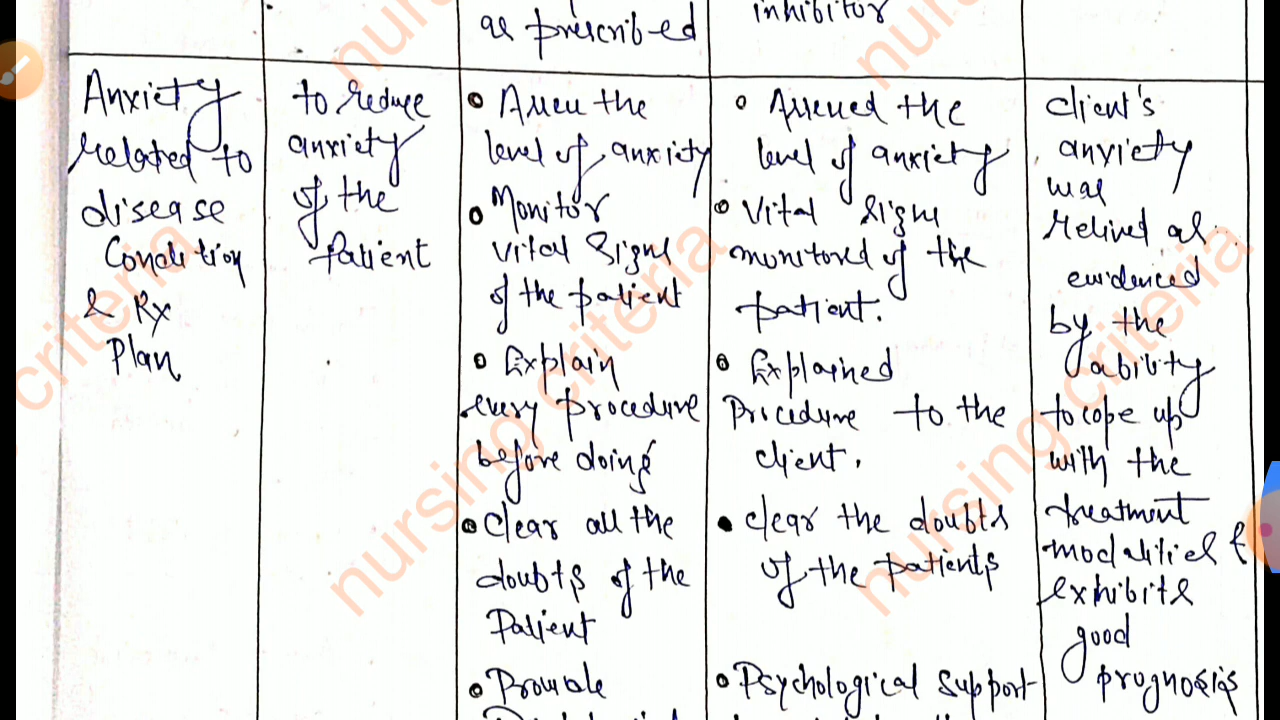 as prescribed
inhibitor
Anxiety
related to
disease
Condition
& Rx
Plan
to reduce
anxiety
of the
Patient
Assess the
level of anxiety
Monitor
vital Signs
of the patient
Explain
every procedure
before doing
Clear all the
doubts of the
Patient
Provide
Assessed the
level of anxiety
Vital signs
monitored of the
patient.
Explained
Procedure to the
client.
clear the doubts
of the patients
Psychological support
client's
anxiety
was
relived as
evidenced
by the
ability
to cope up
with the
treatment
modalities &
exhibits
good
prognosis
nursing criteria
nursing criteria